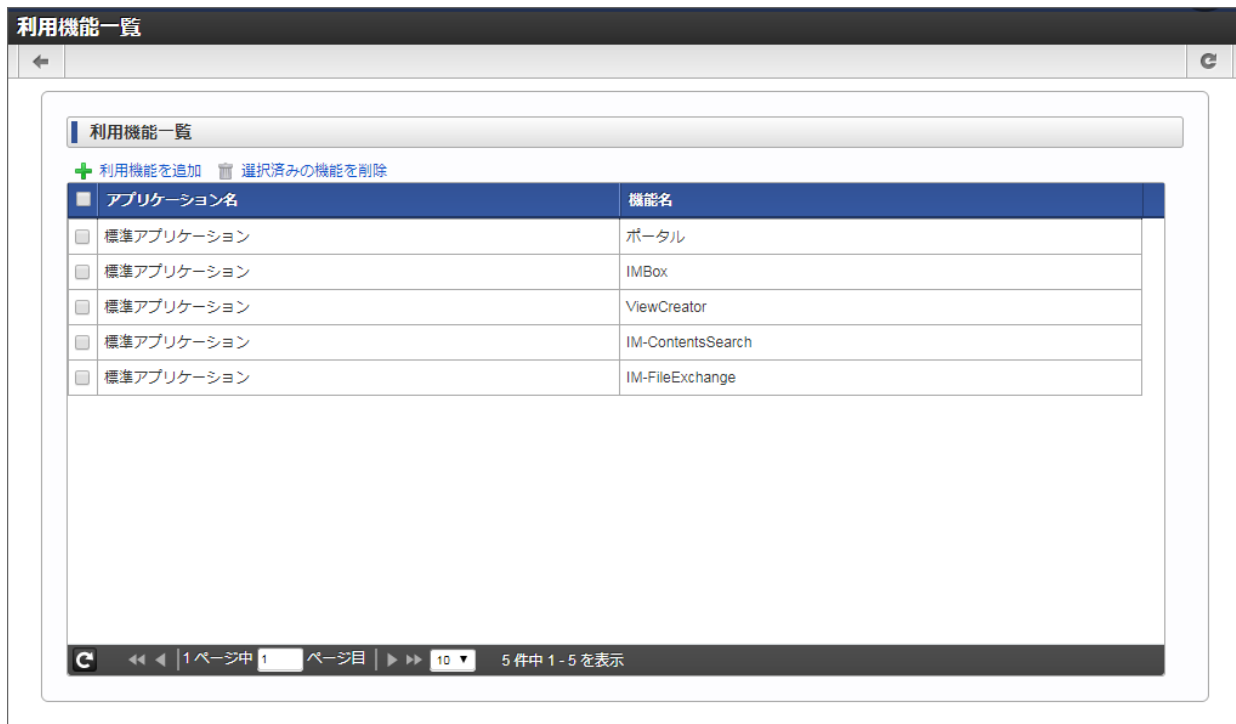 利用機能一覧
利用機能一覧
利用機能を追加 選択済みの機能を削除
アプリケーション名 機能名
標準アプリケーション ポータル
標準アプリケーション IMBox
標準アプリケーション ViewCreator
標準アプリケーション IM-ContentsSearch
標準アプリケーション IM-FileExchange
1 ページ中 1 ページ目 10 5 件中 1 - 5 を表示